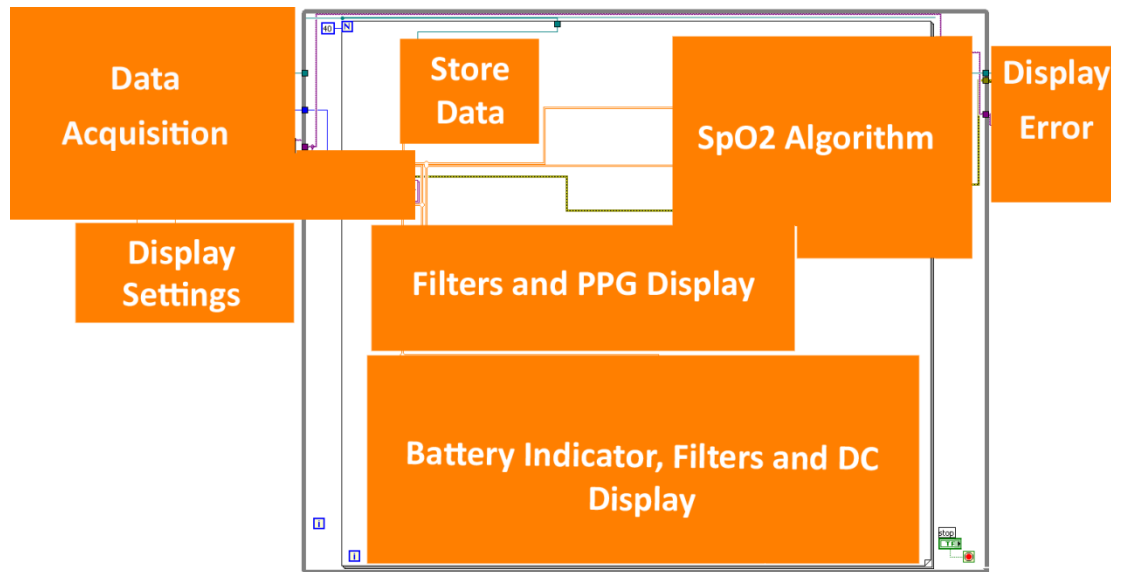 40 N
Data
Acquisition
Store
Data
SpO2 Algorithm
Display
Error
Display
Settings
Filters and PPG Display
Battery Indicator, Filters and DC
Display
i
i
stop
TF